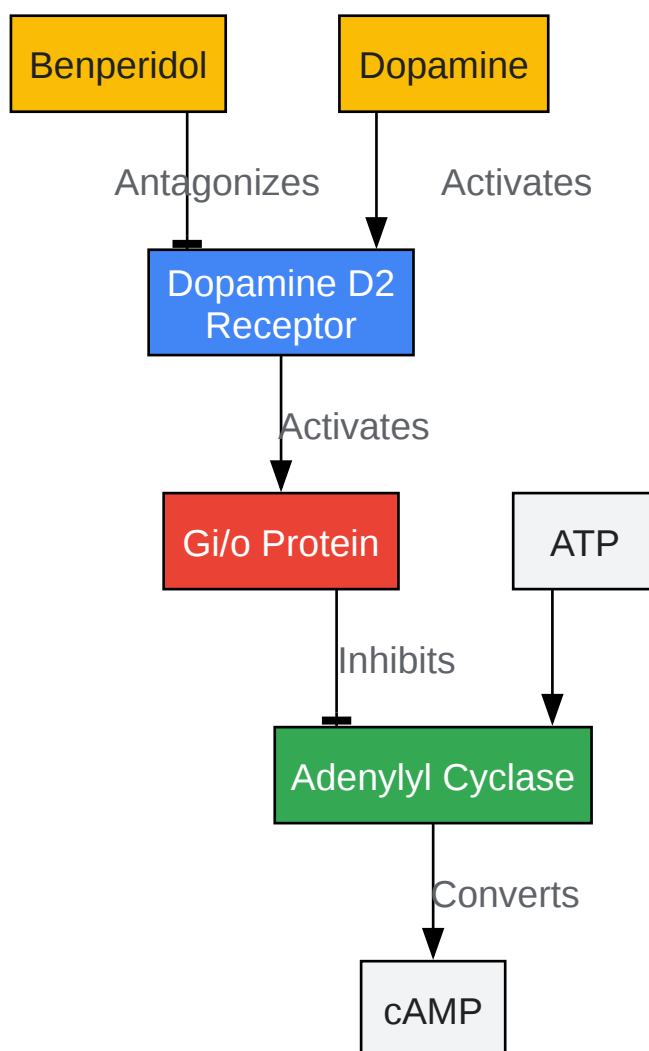 Benperidol
Dopamine
Antagonizes
Activates
Dopamine D2
Receptor
Activates
Gi/o Protein
ATP
Inhibits
Adenylyl Cyclase
Converts
cAMP